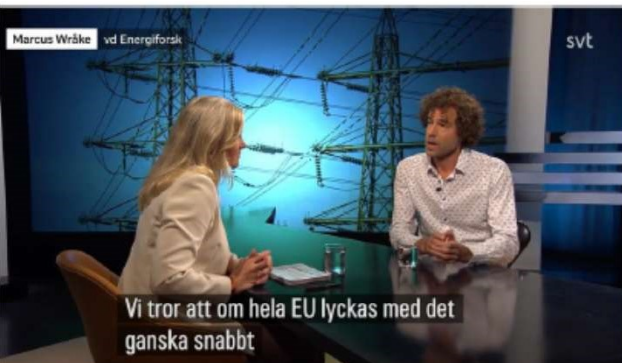 Marcus Wråke vd Energiforsk
svt
Vi tror att om hela EU lyckas med det
ganska snabbt